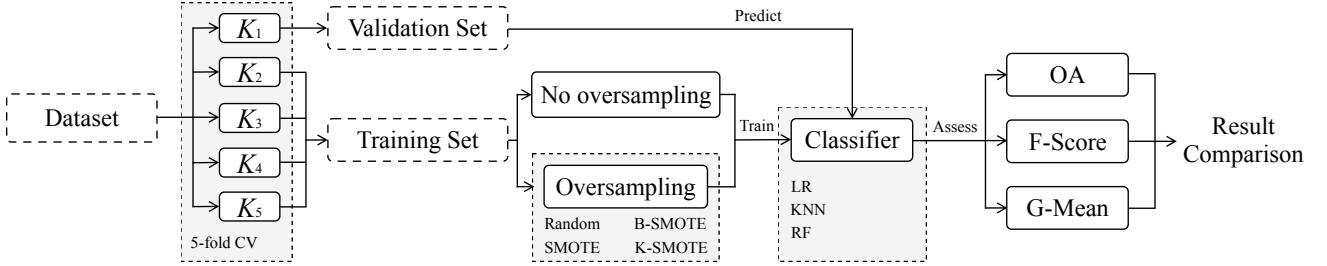 Dataset
K1
K2
K3
K4
K5
5-fold CV
Validation Set
Training Set
Predict
No oversampling
Oversampling
Random B-SMOTE
SMOTE K-SMOTE
Train
Classifier
LR
KNN
RF
Assess
OA
F-Score
G-Mean
Result
Comparison